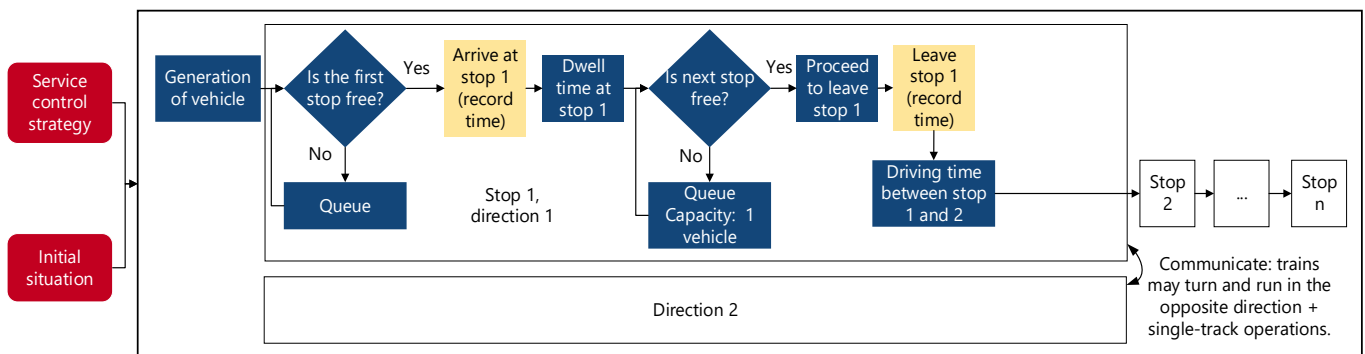 Service
control
strategy
Initial
situation
Generation
of vehicle
Is the first
stop free?
Yes
No
Queue
Arrive at
stop 1
(record
time)
Dwell
time at
stop 1
Stop 1,
direction 1
Is next stop
free?
Yes
No
Queue
Capacity: 1
vehicle
Proceed
to leave
stop 1
Leave
stop 1
(record
time)
Driving time
between stop
1 and 2
Stop
2
...
Stop
n
Direction 2
Communicate: trains
may turn and run in the
opposite direction +
single-track operations.